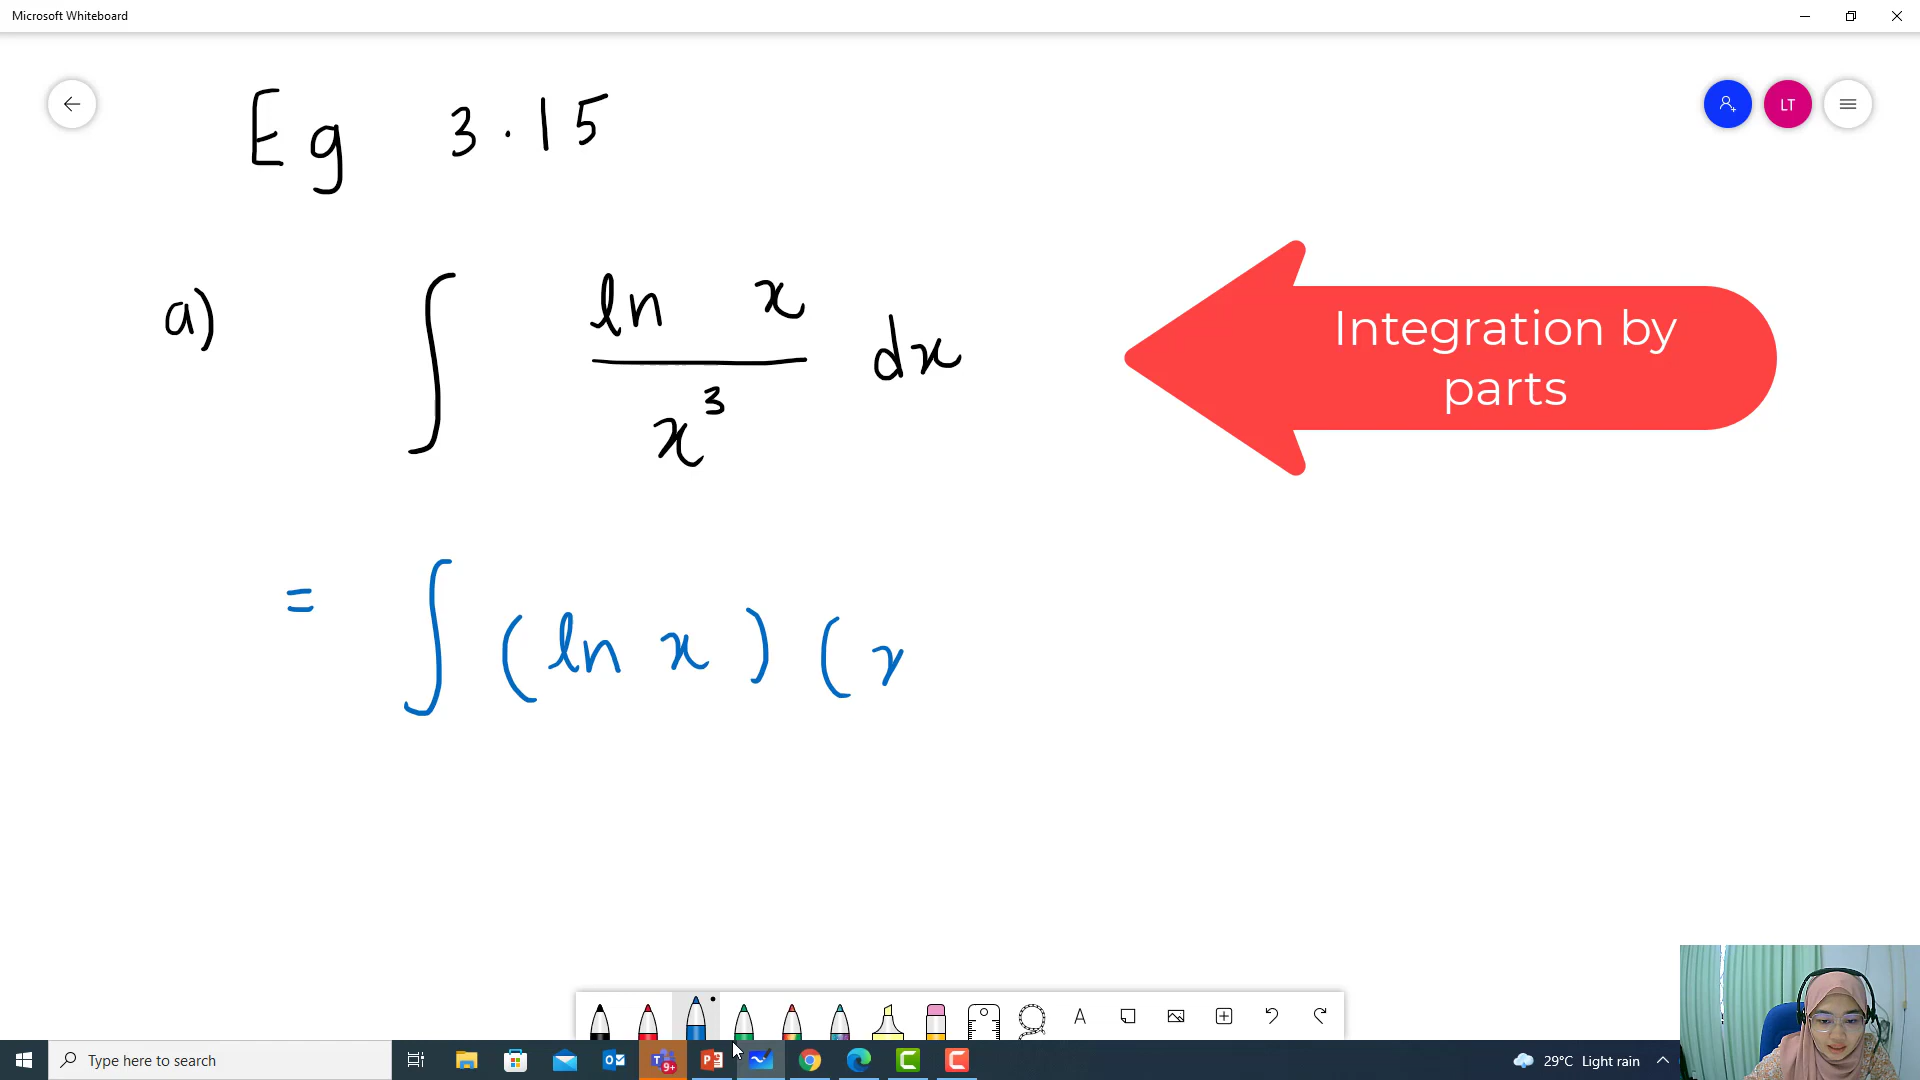 Microsoft Whiteboard
Eg 3.15
LT
a) ∫ ln x / x³ dx
Integration by
parts
= ∫ (ln x) (x
A
Type here to search
9+
29°C Light rain